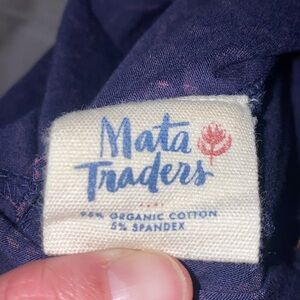 Mata
Traders
95% ORGANIC COTTON
5% SPANDEX